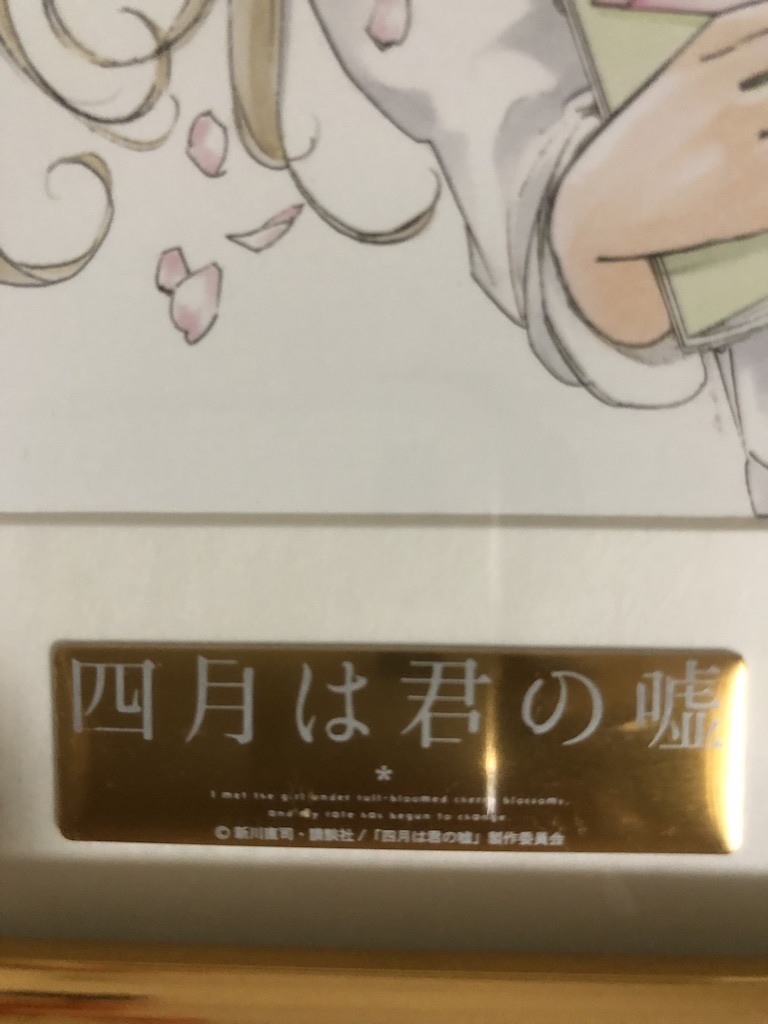 四月は君の嘘
*
I met the girl under full-bloomed cherry blossoms,
and my fate has begun to change.
© 新川直司・講談社 / 「四月は君の嘘」製作委員会